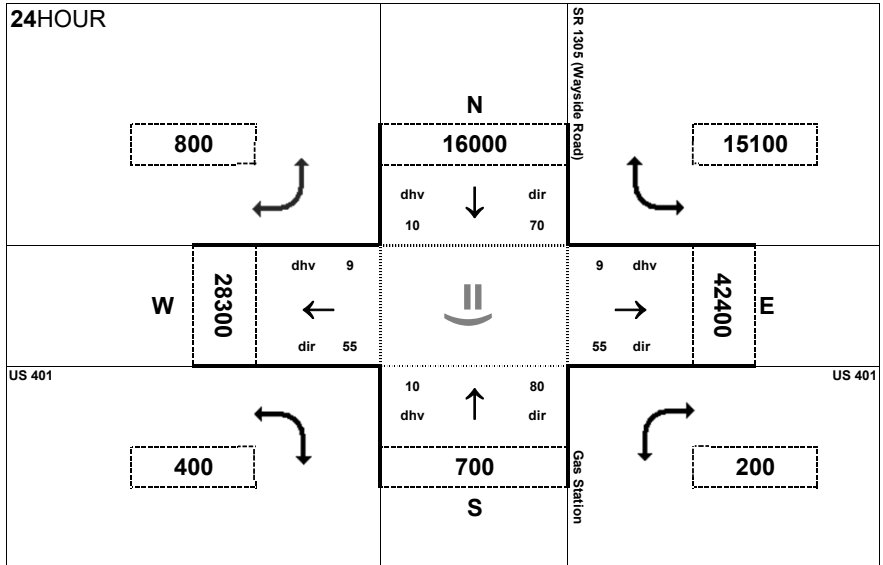 24HOUR
SR 1305 (Wayside Road)
N
800
16000
15100
dhv dir
10 70
dhv 9
9 dhv
W
28300
=)
42400
E
dir 55
55 dir
US 401
US 401
10 80
dhv dir
400
700
200
Gas Station
S